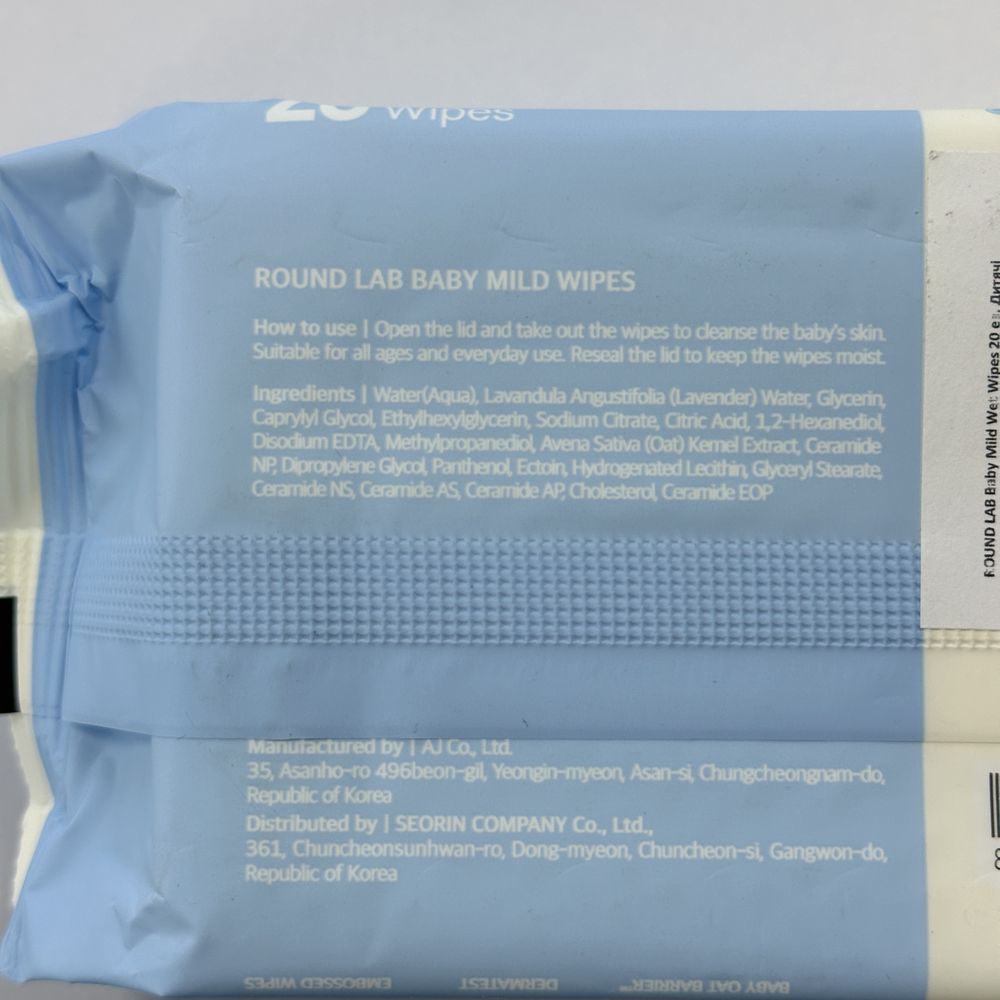 20 wipes
ROUND LAB BABY MILD WIPES
How to use | Open the lid and take out the wipes to cleanse the baby's skin.
Suitable for all ages and everyday use. Reseal the lid to keep the wipes moist.
Ingredients | Water(Aqua), Lavandula Angustifolia (Lavender) Water, Glycerin,
Caprylyl Glycol, Ethylhexylglycerin, Sodium Citrate, Citric Acid, 1,2-Hexanediol,
Disodium EDTA, Methylpropanediol, Avena Sativa (Oat) Kernel Extract, Ceramide
NP, Dipropylene Glycol, Panthenol, Ectoin, Hydrogenated Lecithin, Glyceryl Stearate,
Ceramide NS, Ceramide AS, Ceramide AP, Cholesterol, Ceramide EOP
Manufactured by | AJ Co., Ltd.
35, Asanho-ro 496beon-gil, Yeongin-myeon, Asan-si, Chungcheongnam-do,
Republic of Korea
Distributed by | SEORIN COMPANY Co., Ltd.,
361, Chuncheonsunhwan-ro, Dong-myeon, Chuncheon-si, Gangwon-do,
Republic of Korea
BABY OAT BARRIER™ DERMATEST EMBOSSED WIPES
ROUND LAB Baby Mild Wet Wipes 20 ea, Дитячі